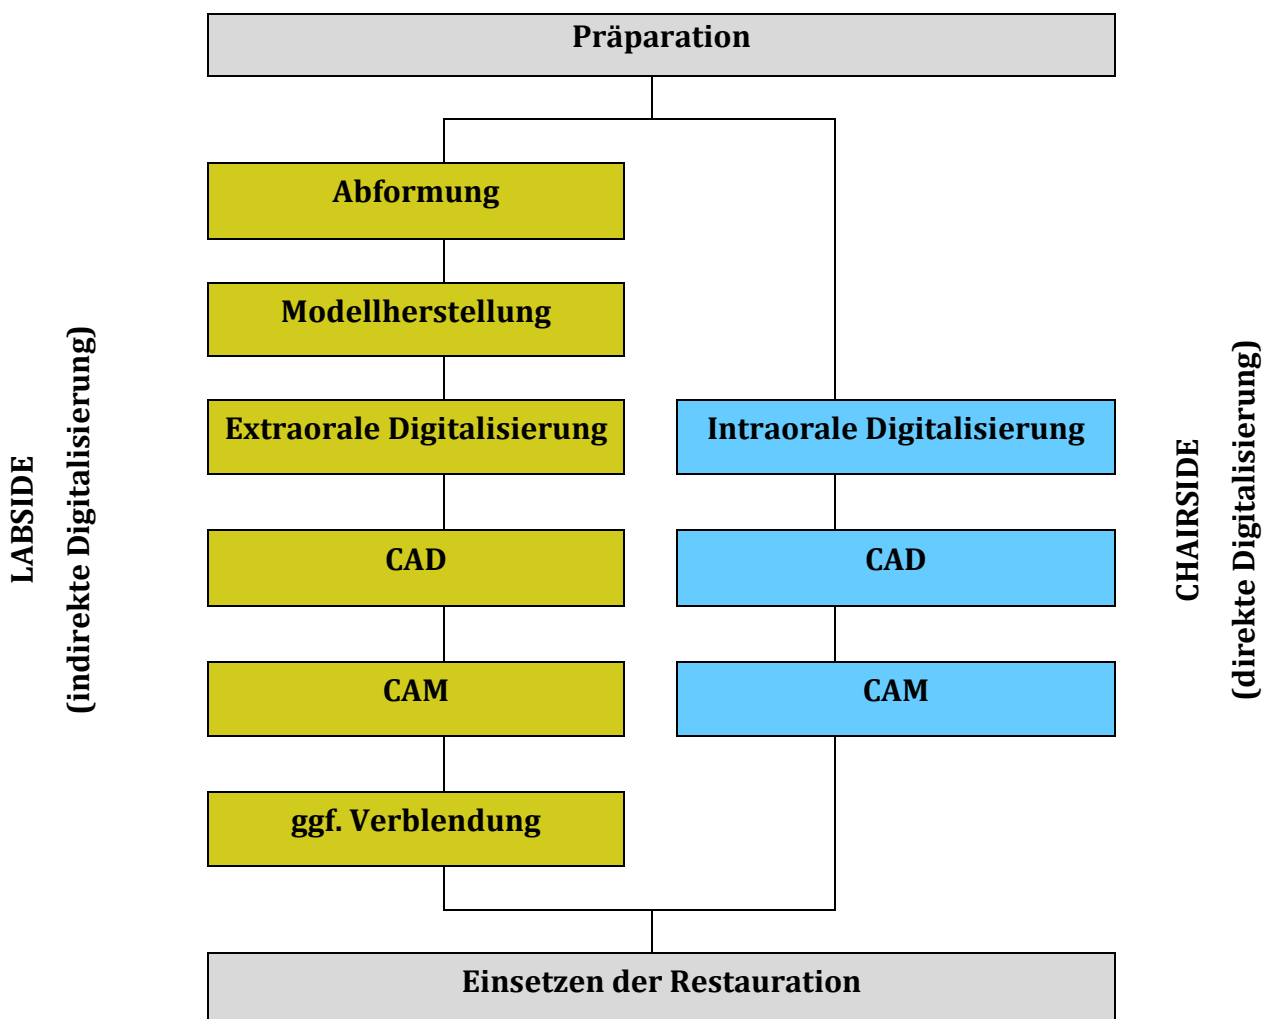 Präparation
Abformung
Modellherstellung
Extraorale Digitalisierung
CAD
CAM
ggf. Verblendung
Intraorale Digitalisierung
CAD
CAM
Einsetzen der Restauration
LABSIDE
(indirekte Digitalisierung)
CHAIRSIDE
(direkte Digitalisierung)